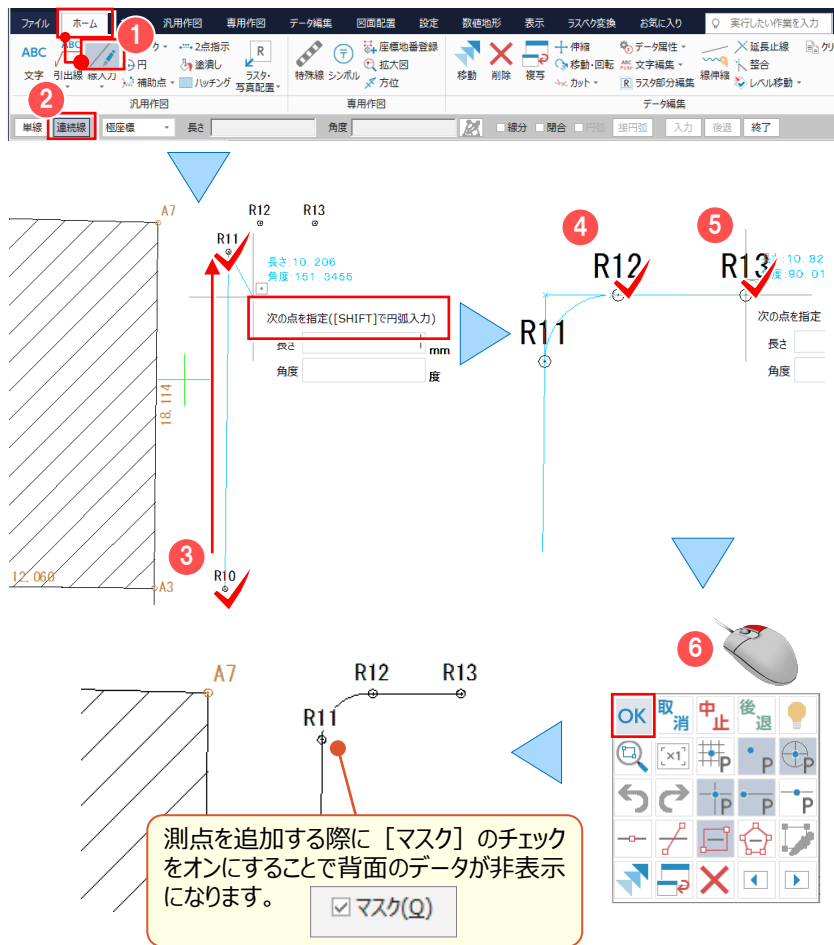 ファイル ホーム 汎用作図 専用作図 データ編集 図面配置 設定 数値地形 表示 ラスベク変換 お気に入り 実行したい作業を入力
1
ABC ABC 2点指示 R 座標地番登録 伸縮 データ属性 延長止線
円 塗潰し 〒 拡大図 移動・回転 文字編集 整合
文字 引出線 線入力 補助点 ハッチング ラスタ・写真配置 特殊線 シンボル 方位 移動 削除 複写 カット R ラスタ部分編集 線伸縮 レベル移動
汎用作図 専用作図 データ編集
2
単線 連続線 極座標 長さ 角度 線分 閉合 円弧 接円弧 入力 後退 終了
A7 R12 R13
R11
長さ:10.206
角度:151.3455
次の点を指定([SHIFT]で円弧入力)
長さ mm
角度 度
18.114
3
12.060
R10
A3
4 5
R12 R13
長さ:10.82
角度:90.01
次の点を指定
R11
長さ
角度
6
A7 R12 R13
R11
OK 取消 中止 後退
[×1] P P P
P P P
測点を追加する際に［マスク］のチェック
をオンにすることで背面のデータが非表示
になります。
マスク(Q)